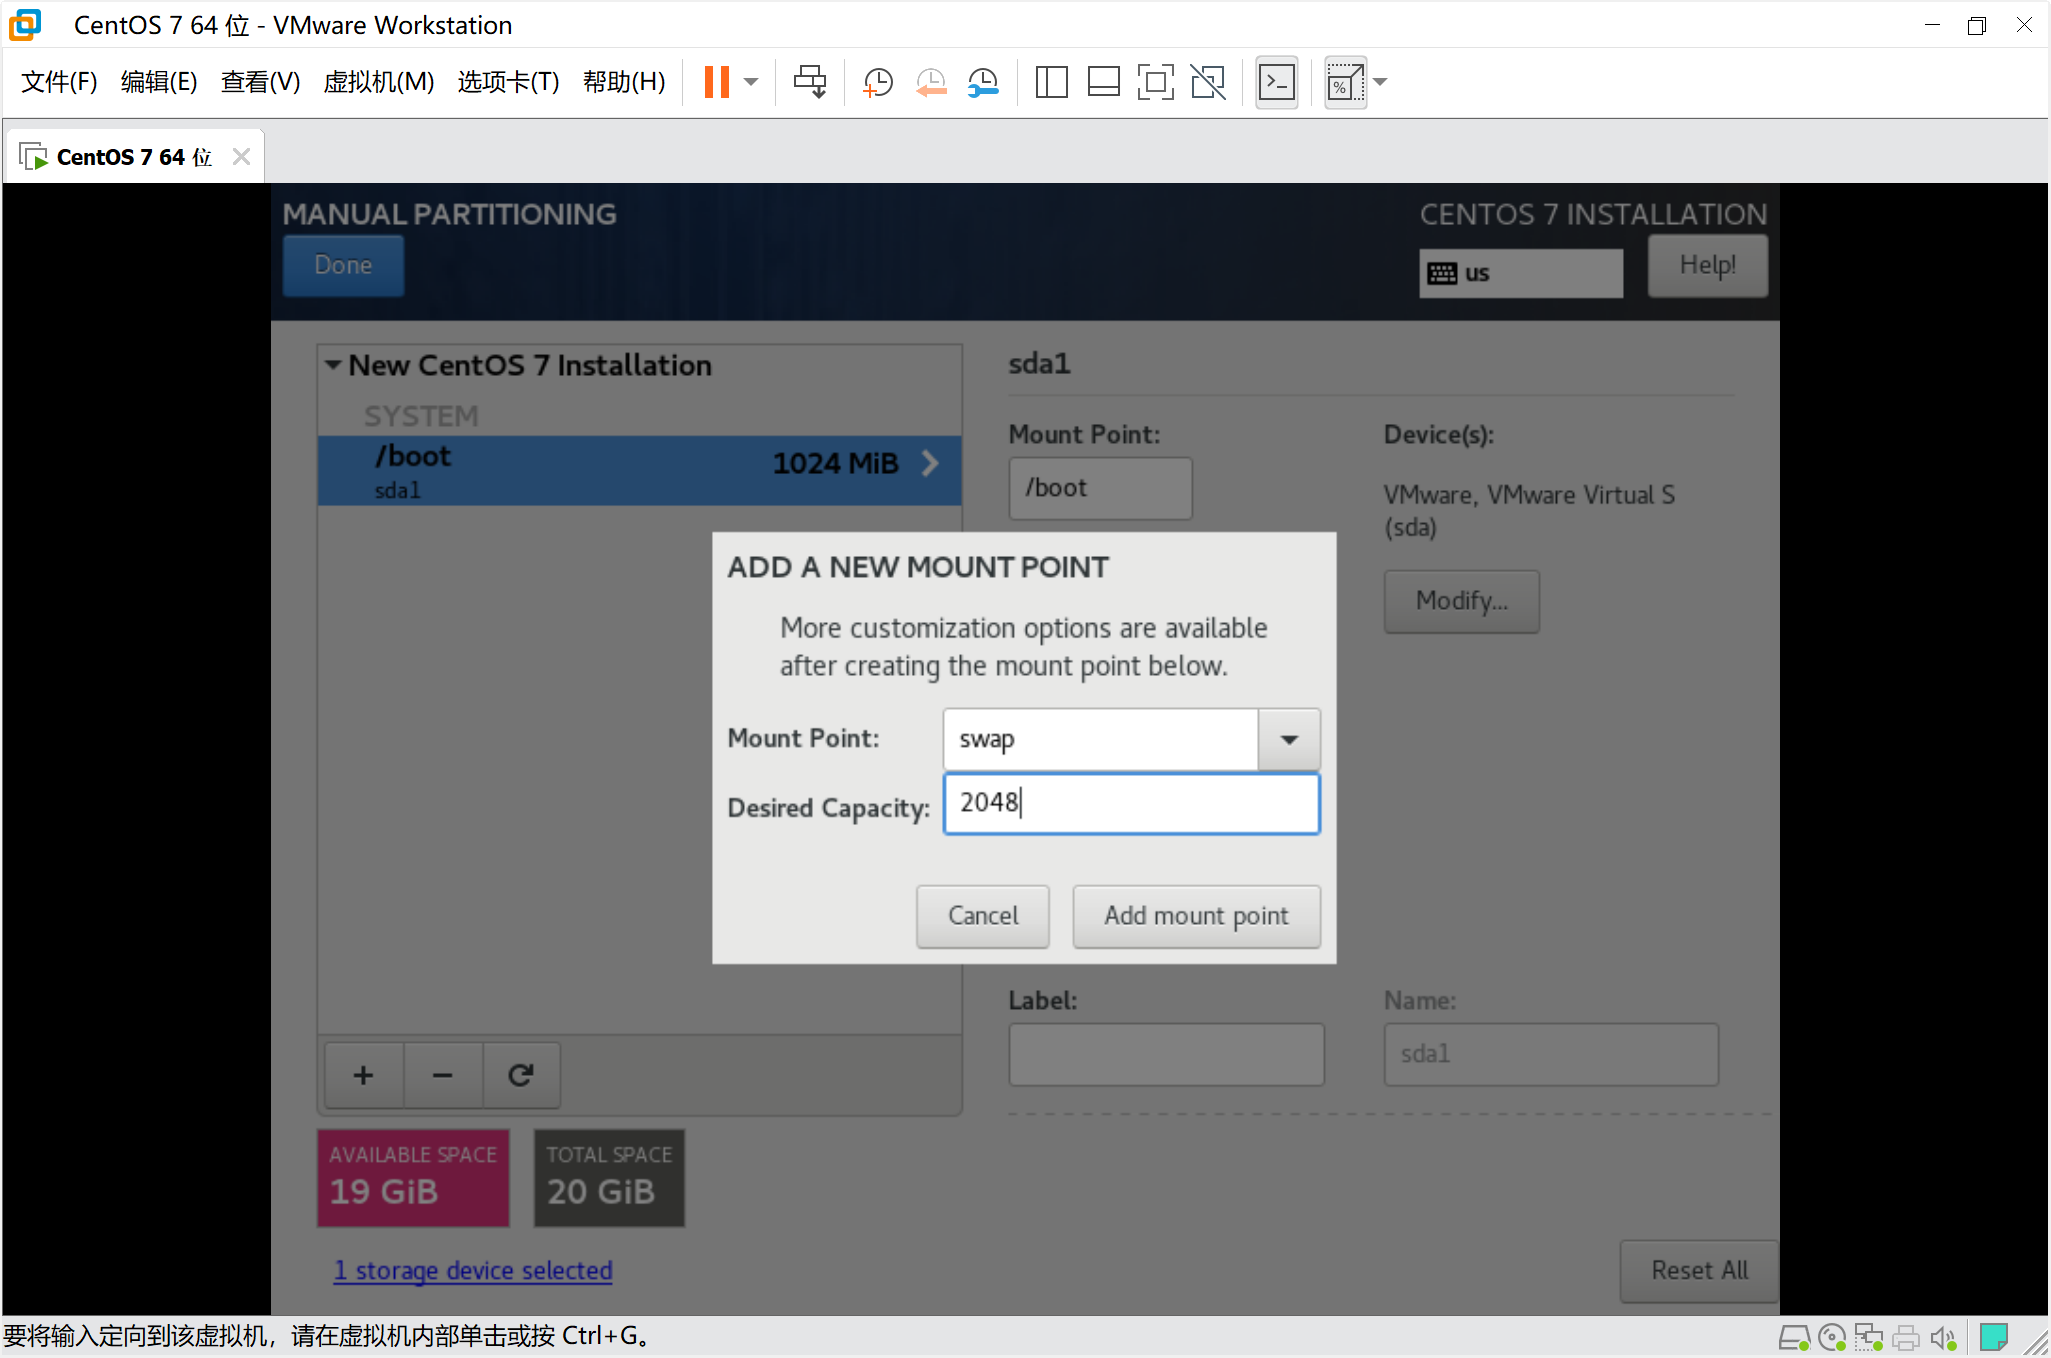 CentOS 7 64 位 - VMware Workstation
文件(F) 编辑(E) 查看(V) 虚拟机(M) 选项卡(T) 帮助(H)
CentOS 7 64 位
MANUAL PARTITIONING
CENTOS 7 INSTALLATION
Done
us
Help!
New CentOS 7 Installation
SYSTEM
/boot
1024 MiB
sda1
sda1
Mount Point:
Device(s):
/boot
VMware, VMware Virtual S
(sda)
Modify...
ADD A NEW MOUNT POINT
More customization options are available
after creating the mount point below.
Mount Point:
swap
Desired Capacity:
2048
Cancel
Add mount point
Label:
Name:
sda1
+ −
AVAILABLE SPACE
19 GiB
TOTAL SPACE
20 GiB
1 storage device selected
Reset All
要将输入定向到该虚拟机，请在虚拟机内部单击或按 Ctrl+G。